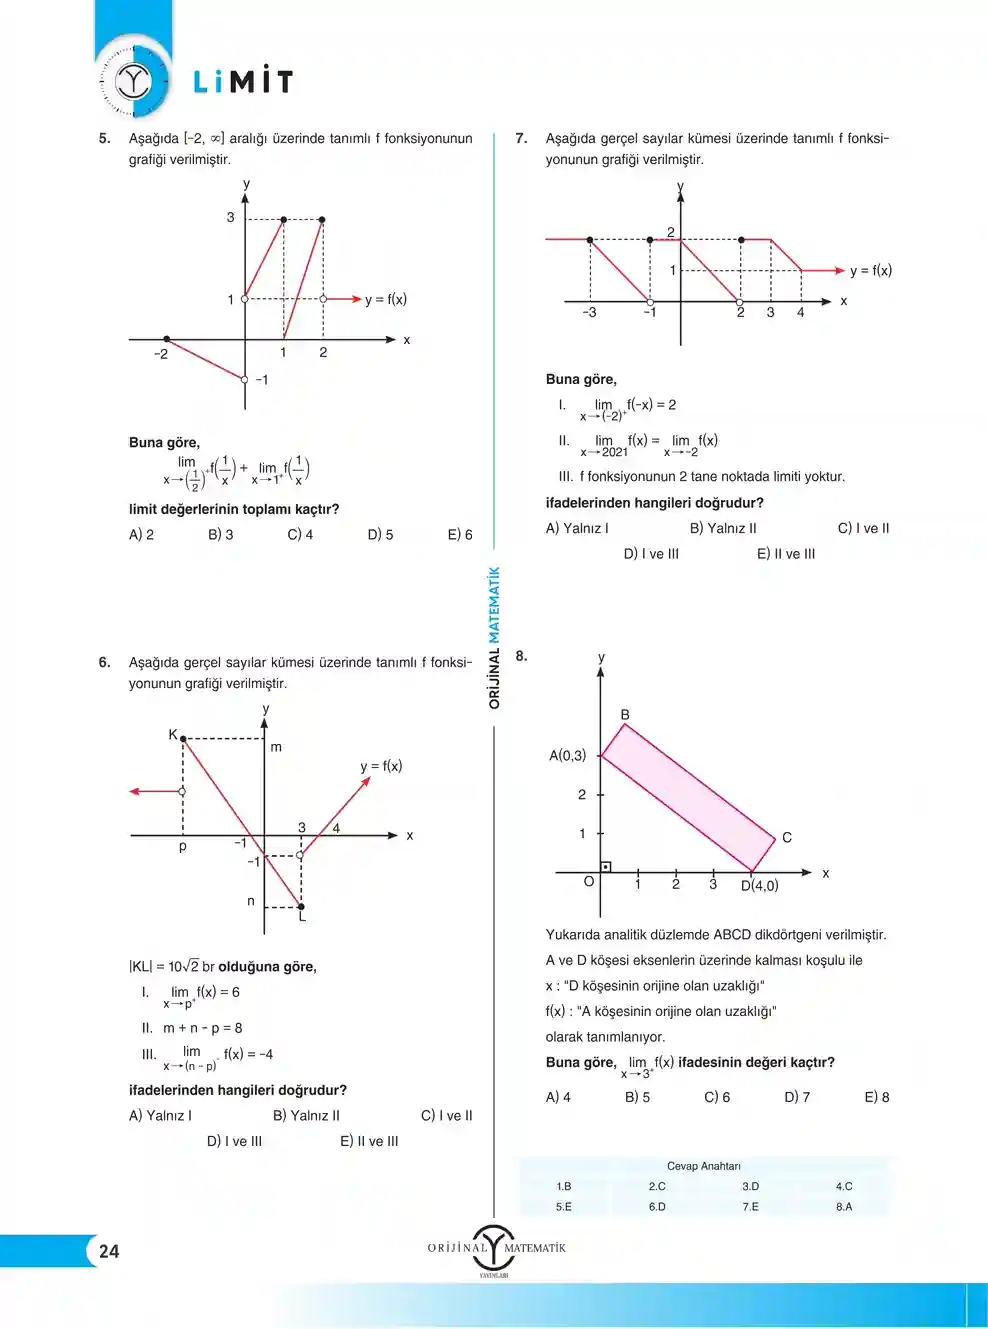 LiMİT
5. Aşağıda [-2, ∞] aralığı üzerinde tanımlı f fonksiyonunun
grafiği verilmiştir.
y
3
1
y = f(x)
x
-2
1
2
-1
Buna göre,
lim x→(1/2)⁺ f(1/x) + lim x→1⁺ f(1/x)
limit değerlerinin toplamı kaçtır?
A) 2 B) 3 C) 4 D) 5 E) 6
6. Aşağıda gerçel sayılar kümesi üzerinde tanımlı f fonksi-
yonunun grafiği verilmiştir.
y
K
m
y = f(x)
3
4
x
p
-1
-1
n
L
|KL| = 10√2 br olduğuna göre,
I. lim x→p⁺ f(x) = 6
II. m + n - p = 8
III. lim x→(n - p)⁻ f(x) = -4
ifadelerinden hangileri doğrudur?
A) Yalnız I B) Yalnız II C) I ve II
D) I ve III E) II ve III
ORİJİNAL MATEMATİK
7. Aşağıda gerçel sayılar kümesi üzerinde tanımlı f fonksi-
yonunun grafiği verilmiştir.
y
2
1
y = f(x)
x
-3
-1
2
3
4
Buna göre,
I. lim x→(-2)⁺ f(-x) = 2
II. lim x→2021 f(x) = lim x→-2 f(x)
III. f fonksiyonunun 2 tane noktada limiti yoktur.
ifadelerinden hangileri doğrudur?
A) Yalnız I B) Yalnız II C) I ve II
D) I ve III E) II ve III
8.
y
B
A(0,3)
2
1
C
x
O
1
2
3
D(4,0)
Yukarıda analitik düzlemde ABCD dikdörtgeni verilmiştir.
A ve D köşesi eksenlerin üzerinde kalması koşulu ile
x : "D köşesinin orijine olan uzaklığı"
f(x) : "A köşesinin orijine olan uzaklığı"
olarak tanımlanıyor.
Buna göre, lim x→3⁺ f(x) ifadesinin değeri kaçtır?
A) 4 B) 5 C) 6 D) 7 E) 8
Cevap Anahtarı
1.B 2.C 3.D 4.C
5.E 6.D 7.E 8.A
24
ORİJİNAL MATEMATİK
YAYINLARI